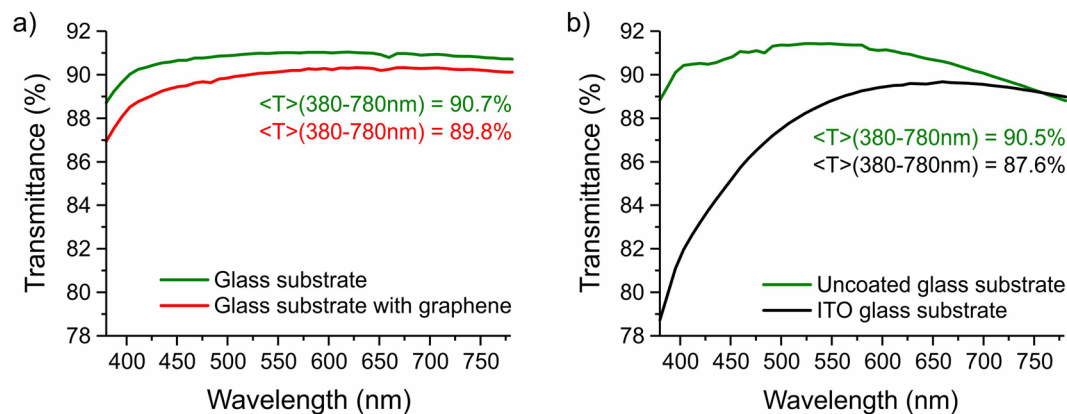 a)
92
90
88
86
84
82
80
78
Transmittance (%)
<T>(380-780nm) = 90.7%
<T>(380-780nm) = 89.8%
Glass substrate
Glass substrate with graphene
400 450 500 550 600 650 700 750
Wavelength (nm)
b)
92
90
88
86
84
82
80
78
Transmittance (%)
<T>(380-780nm) = 90.5%
<T>(380-780nm) = 87.6%
Uncoated glass substrate
ITO glass substrate
400 450 500 550 600 650 700 750
Wavelength (nm)